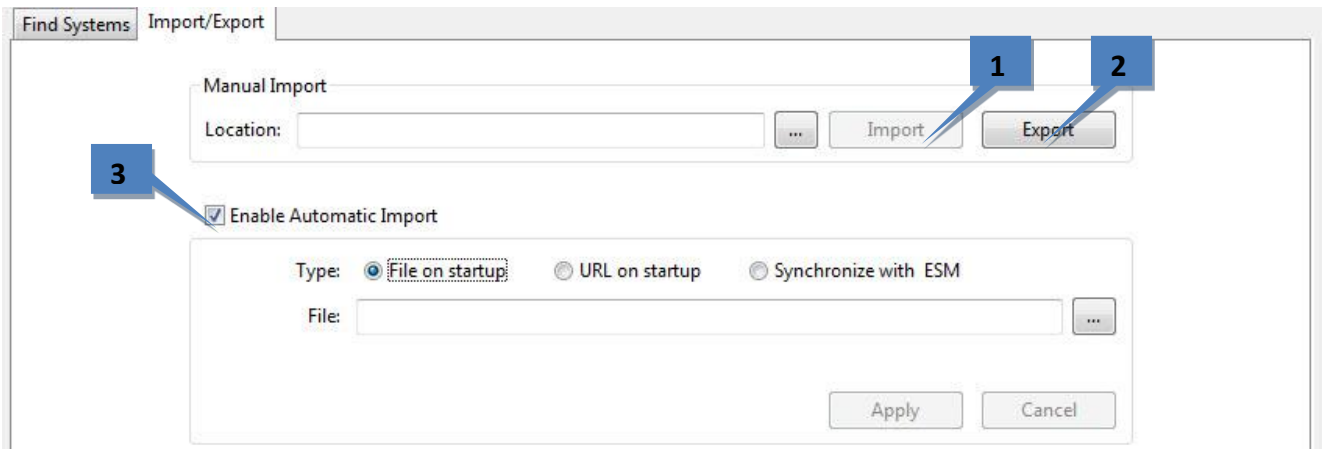 Find Systems Import/Export
1 2
Manual Import
Location: ... Import Export
3
Enable Automatic Import
Type: File on startup URL on startup Synchronize with ESM
File: ...
Apply Cancel